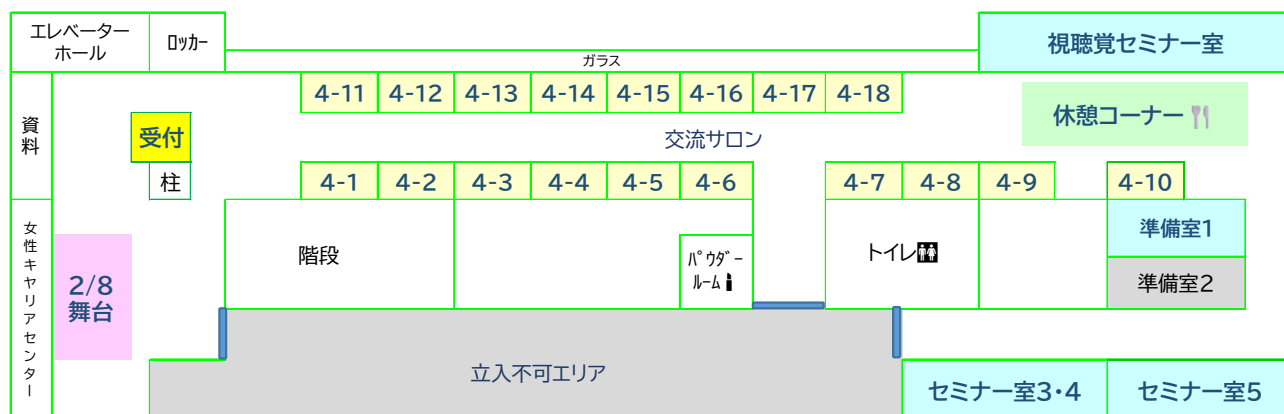 エレベーター
ホール
ﾛｯｶｰ
ガラス
視聴覚セミナー室
4-11 4-12 4-13 4-14 4-15 4-16 4-17 4-18
資料
受付
交流サロン
休憩コーナー
柱
4-1 4-2 4-3 4-4 4-5 4-6 4-7 4-8 4-9 4-10
女性キャリアセンター
2/8
舞台
階段
ﾊﾟｳﾀﾞｰ
ﾙｰﾑ
トイレ
準備室1
準備室2
立入不可エリア
セミナー室3・4
セミナー室5